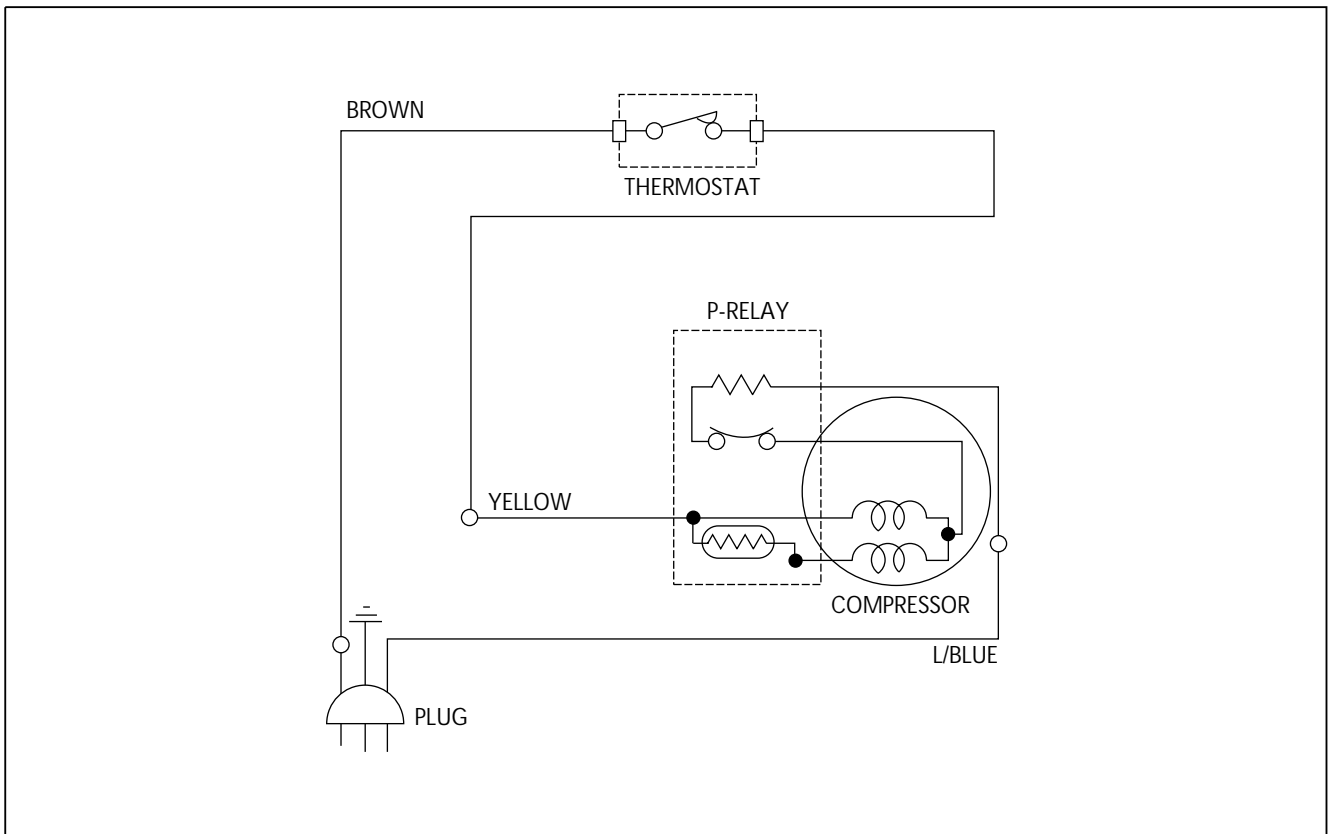 BROWN
THERMOSTAT
P-RELAY
YELLOW
COMPRESSOR
L/BLUE
PLUG